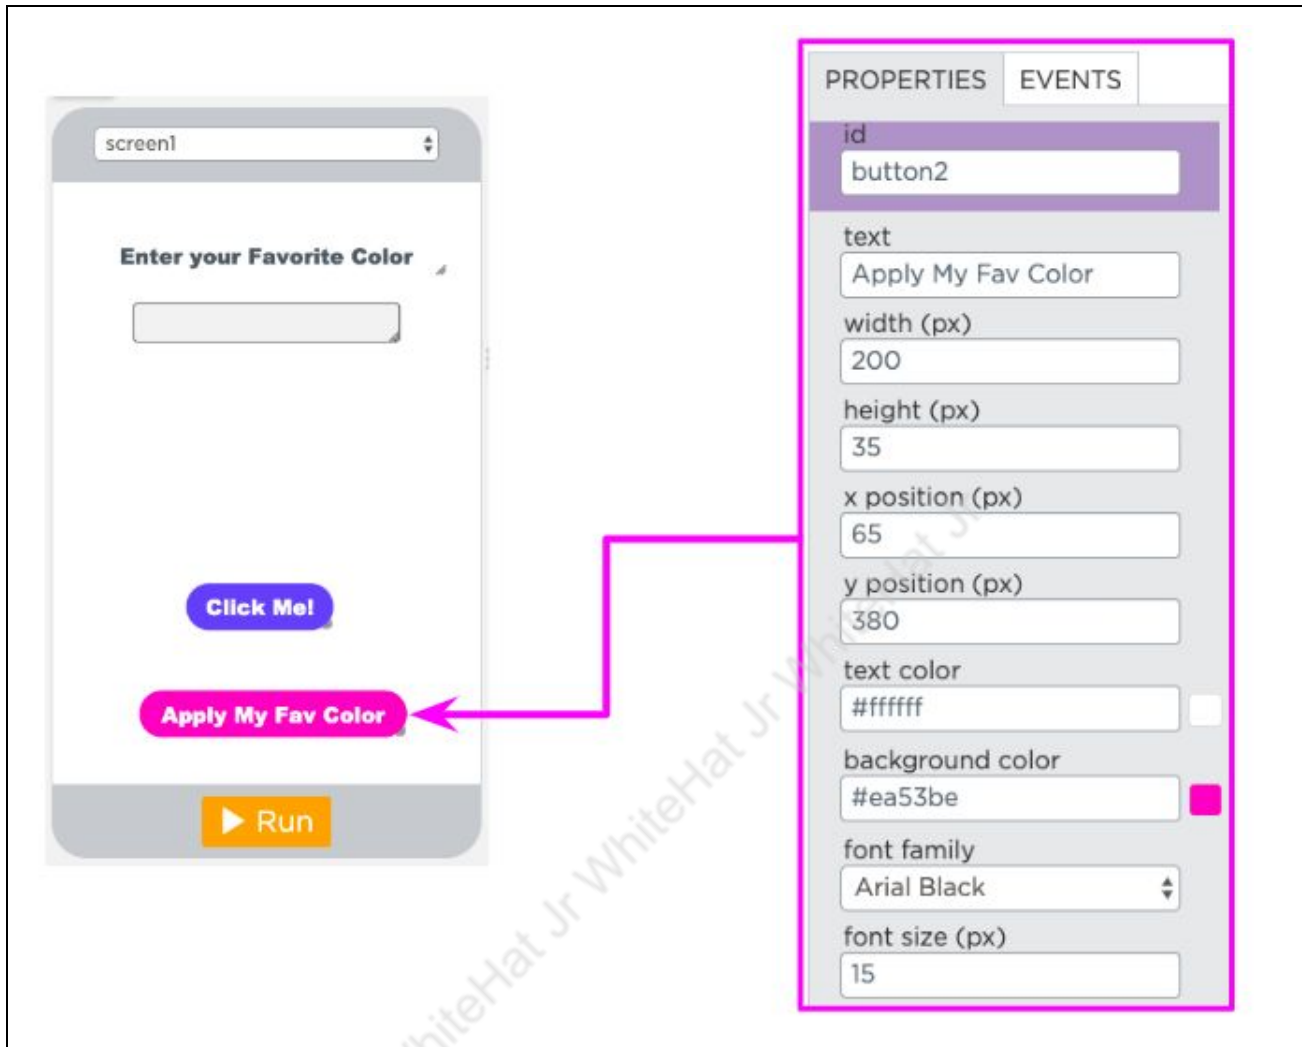 screen1
Enter your Favorite Color
Click Me!
Apply My Fav Color
Run
PROPERTIES EVENTS
id
button2
text
Apply My Fav Color
width (px)
200
height (px)
35
x position (px)
65
y position (px)
380
text color
#ffffff
background color
#ea53be
font family
Arial Black
font size (px)
15
WhiteHat Jr WhiteHat Jr WhiteHat Jr